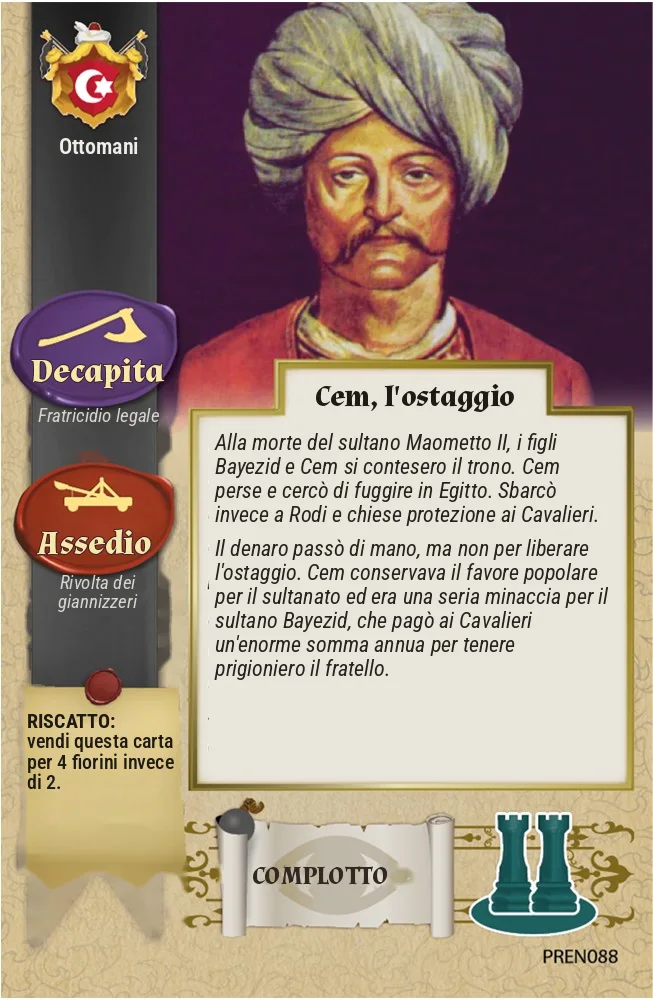 Ottomani
Decapita
Fratricidio legale
Assedio
Rivolta dei
giannizzeri
RISCATTO:
vendi questa carta
per 4 fiorini invece
di 2.
Cem, l'ostaggio
Alla morte del sultano Maometto II, i figli
Bayezid e Cem si contesero il trono. Cem
perse e cercò di fuggire in Egitto. Sbarcò
invece a Rodi e chiese protezione ai Cavalieri.
Il denaro passò di mano, ma non per liberare
l'ostaggio. Cem conservava il favore popolare
per il sultanato ed era una seria minaccia per il
sultano Bayezid, che pagò ai Cavalieri
un'enorme somma annua per tenere
prigioniero il fratello.
COMPLOTTO
PREN088